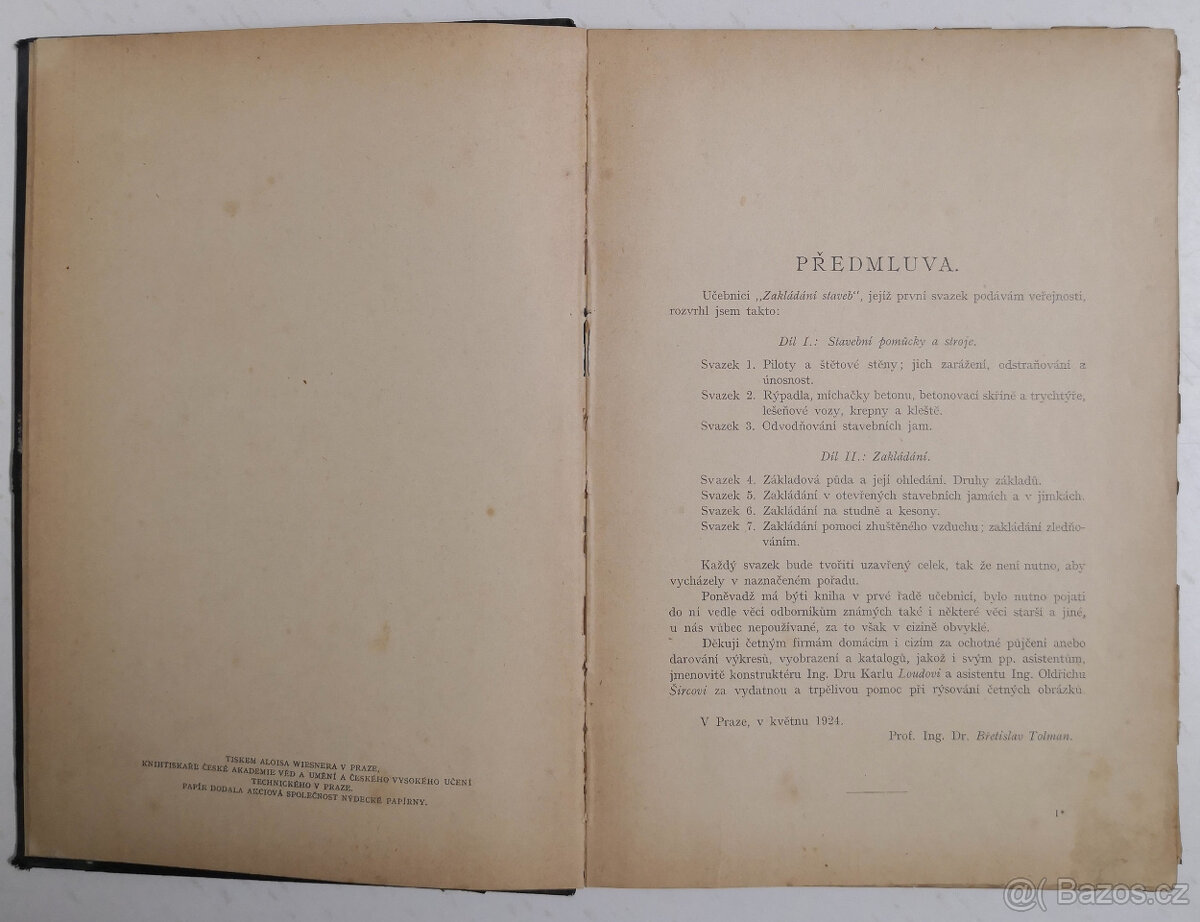 TISKEM ALOISA WIESNERA V PRAZE,
KNIHTISKAŘE ČESKÉ AKADEMIE VĚD A UMĚNÍ A ČESKÉHO VYSOKÉHO UČENÍ
TECHNICKÉHO V PRAZE.
PAPÍR DODALA AKCIOVÁ SPOLEČNOST NÝDECKÉ PAPÍRNY.
PŘEDMLUVA.
Učebnici „Zakládání staveb“, jejíž první svazek podávám veřejnosti,
rozvrhl jsem takto:
Díl I.: Stavební pomůcky a stroje.
Svazek 1. Piloty a štětové stěny; jich zarážení, odstraňování a
únosnost.
Svazek 2. Rýpadla, míchačky betonu, betonovací skříně a trychtýře,
lešeňové vozy, krepny a kleště.
Svazek 3. Odvodňování stavebních jam.
Díl II.: Zakládání.
Svazek 4. Základová půda a její ohledání. Druhy základů.
Svazek 5. Zakládání v otevřených stavebních jamách a v jímkách.
Svazek 6. Zakládání na studně a kesony.
Svazek 7. Zakládání pomocí zhuštěného vzduchu; zakládání zledňo-
váním.
Každý svazek bude tvořiti uzavřený celek, tak že není nutno, aby
vycházely v naznačeném pořadu.
Poněvadž má býti kniha v prvé řadě učebnicí, bylo nutno pojati
do ní vedle věcí odborníkům známých také i některé věci starší a jiné,
u nás vůbec nepoužívané, za to však v cizině obvyklé.
Děkuji četným firmám domácím i cizím za ochotné půjčení anebo
darování výkresů, vyobrazení a katalogů, jakož i svým pp. asistentům,
jmenovitě konstruktéru Ing. Dru Karlu Loudovi a asistentu Ing. Oldřichu
Šircovi za vydatnou a trpělivou pomoc při rýsování četných obrázků.
V Praze, v květnu 1924.
Prof. Ing. Dr. Břetislav Tolman.
1*
@( Bazos.cz